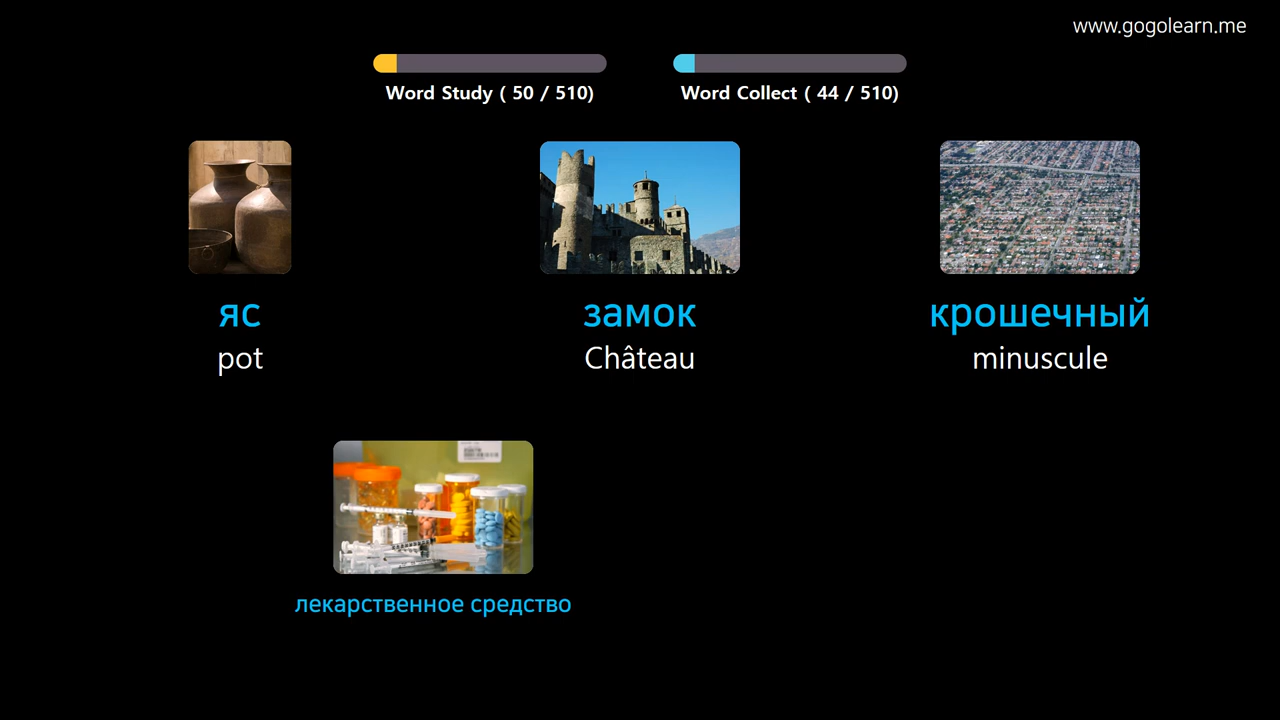 www.gogolearn.me
Word Study ( 50 / 510)
Word Collect ( 44 / 510)
яс
pot
замок
Château
крошечный
minuscule
лекарственное средство